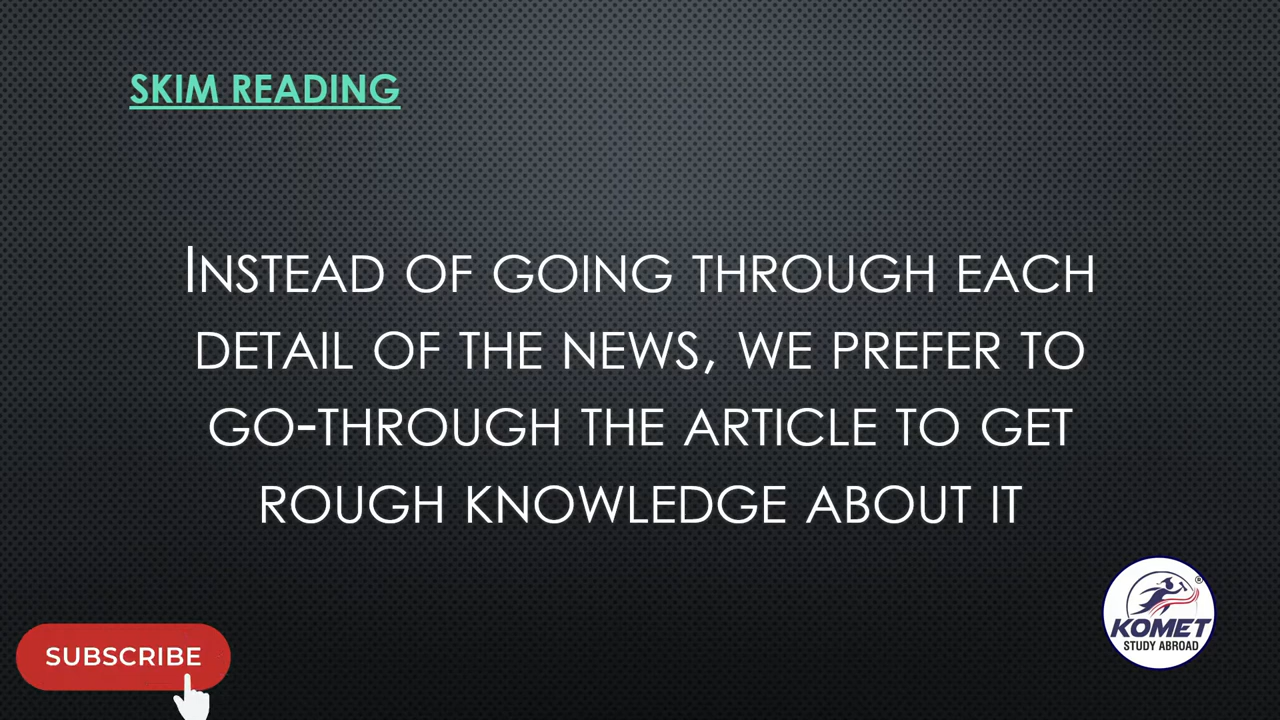 SKIM READING
INSTEAD OF GOING THROUGH EACH
DETAIL OF THE NEWS, WE PREFER TO
GO-THROUGH THE ARTICLE TO GET
ROUGH KNOWLEDGE ABOUT IT
®
KOMET
STUDY ABROAD
SUBSCRIBE